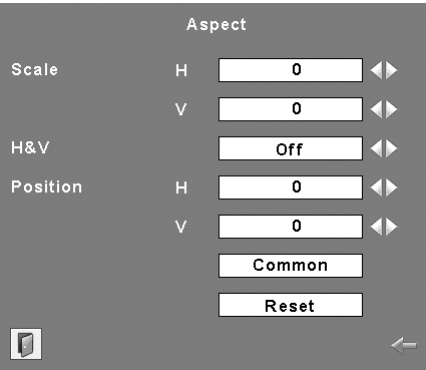 Aspect
Scale H 0
V 0
H&V Off
Position H 0
V 0
Common
Reset